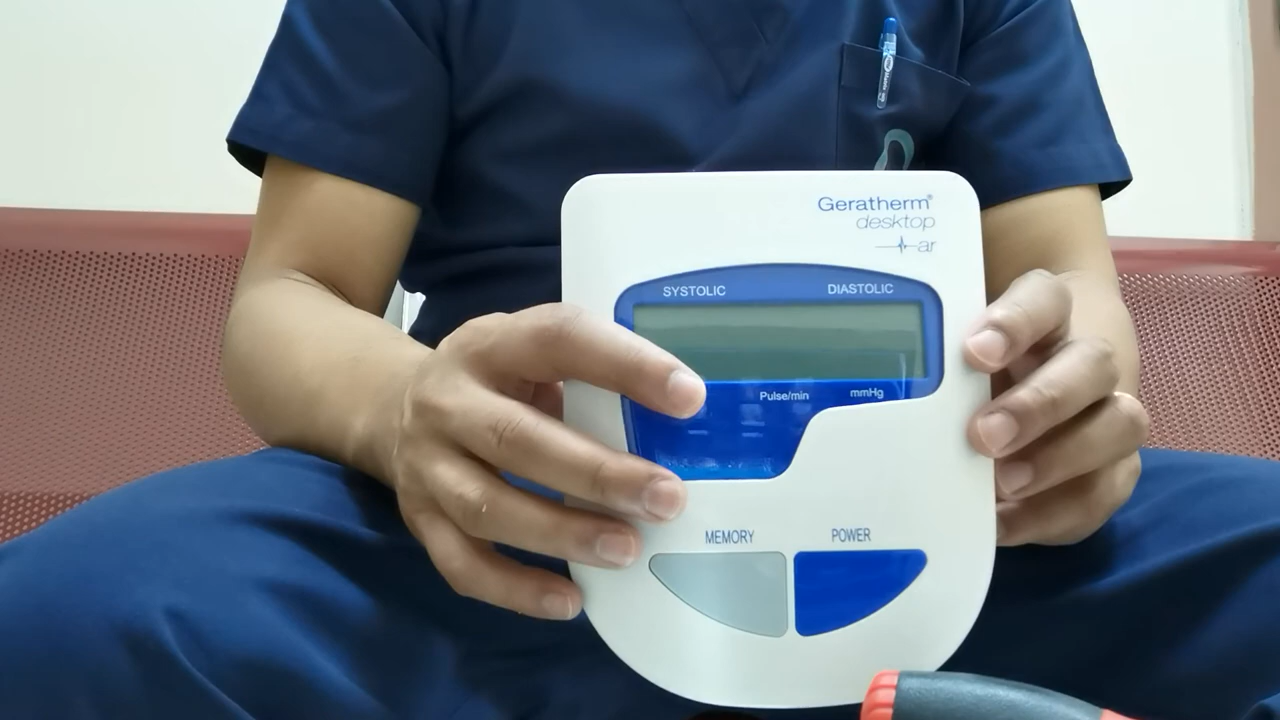 Geratherm®
desktop
ar
SYSTOLIC DIASTOLIC
Pulse/min mmHg
MEMORY POWER